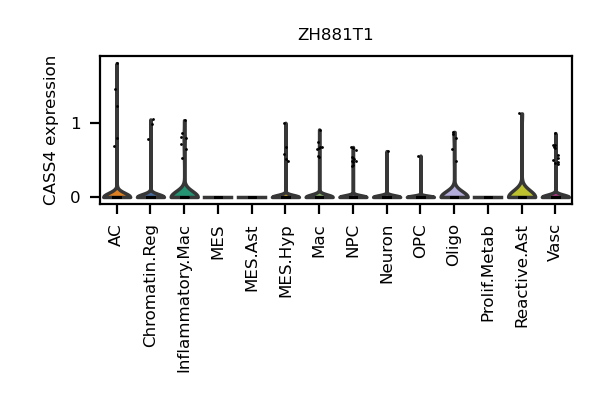 ZH881T1
CASS4 expression
1
0
AC
Chromatin.Reg
Inflammatory.Mac
MES
MES.Ast
MES.Hyp
Mac
NPC
Neuron
OPC
Oligo
Prolif.Metab
Reactive.Ast
Vasc